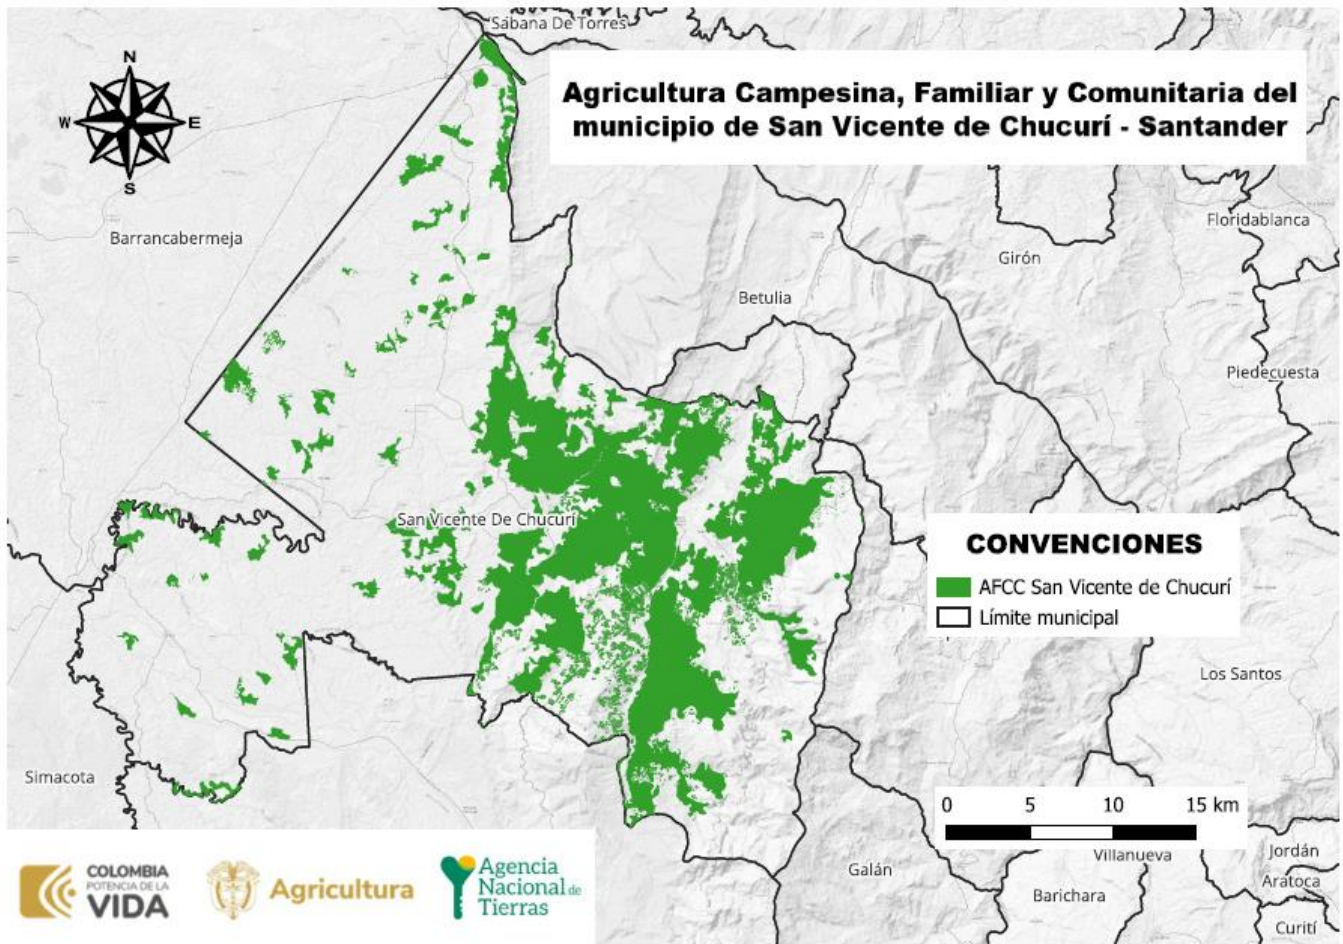 Sabana De Torres
Agricultura Campesina, Familiar y Comunitaria del
municipio de San Vicente de Chucurí - Santander
N
W
E
S
Barrancabermeja
Floridablanca
Girón
Betulia
Piedecuesta
San Vicente De Chucurí
CONVENCIONES
AFCC San Vicente de Chucurí
Límite municipal
Los Santos
Simacota
0 5 10 15 km
Villanueva
Jordán
Galán
Aratoca
Barichara
Curití
COLOMBIA
POTENCIA DE LA
VIDA
Agricultura
Agencia
Nacional de
Tierras